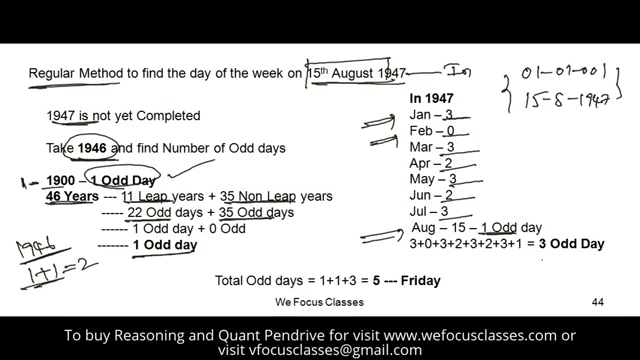 Regular Method to find the day of the week on 15th August 1947 In
01-01-001
15-8-1947
1947 is not yet Completed
Take 1946 and find Number of Odd days
1- 1900 – 1 Odd Day
46 Years --- 11 Leap years + 35 Non Leap years
----- 22 Odd days + 35 Odd days
------ 1 Odd day + 0 Odd
------- 1 Odd day
1946
1+1=2
In 1947
Jan – 3
Feb – 0
Mar – 3
Apr – 2
May – 3
Jun – 2
Jul – 3
Aug – 15 – 1 Odd day
3+0+3+2+3+2+3+1 = 3 Odd Day
Total Odd days = 1+1+3 = 5 --- Friday
We Focus Classes
44
To buy Reasoning and Quant Pendrive for visit www.wefocusclasses.com or
visit vfocusclasses@gmail.com